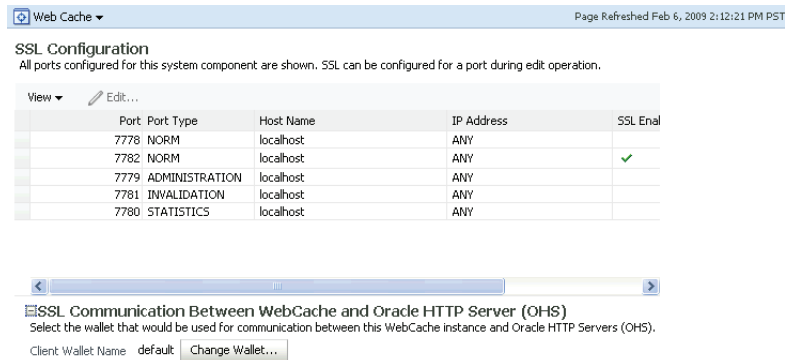 Web Cache Page Refreshed Feb 6, 2009 2:12:21 PM PST
SSL Configuration
All ports configured for this system component are shown. SSL can be configured for a port during edit operation.
View Edit...
Port Port Type Host Name IP Address SSL Enal
7778 NORM localhost ANY
7782 NORM localhost ANY
7779 ADMINISTRATION localhost ANY
7781 INVALIDATION localhost ANY
7780 STATISTICS localhost ANY
SSL Communication Between WebCache and Oracle HTTP Server (OHS)
Select the wallet that would be used for communication between this WebCache instance and Oracle HTTP Servers (OHS).
Client Wallet Name default Change Wallet...